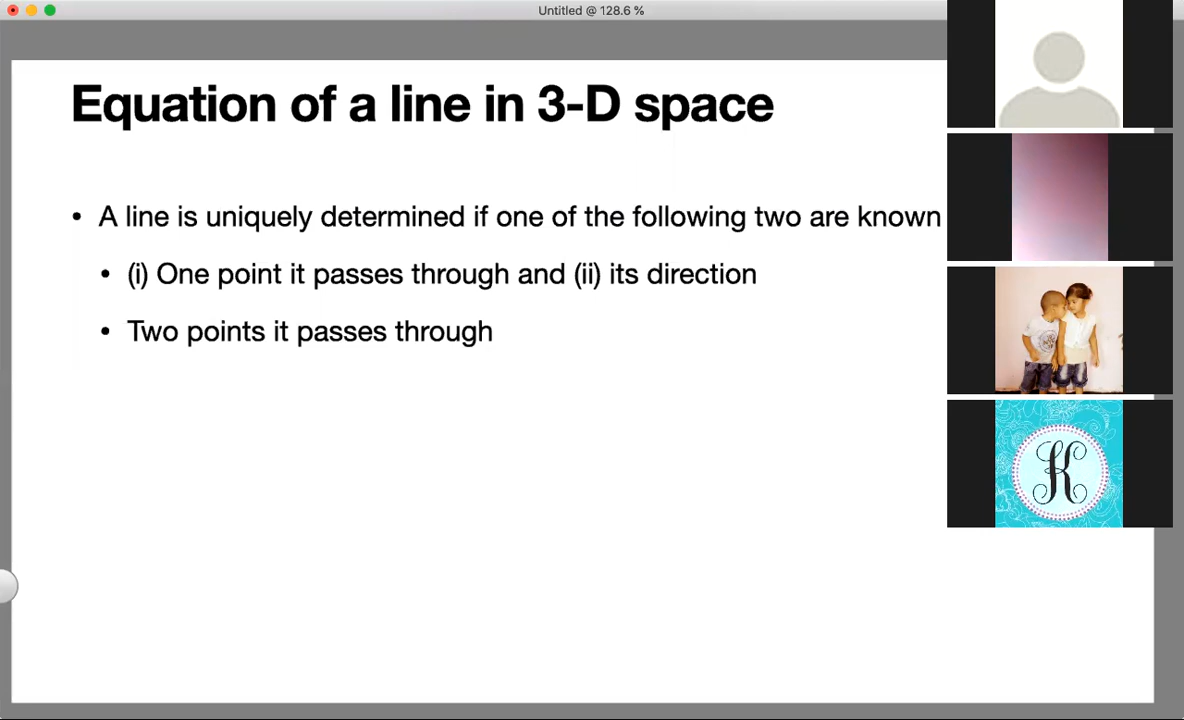 Untitled @ 128.6 %
Equation of a line in 3-D space
• A line is uniquely determined if one of the following two are known
• (i) One point it passes through and (ii) its direction
• Two points it passes through
K